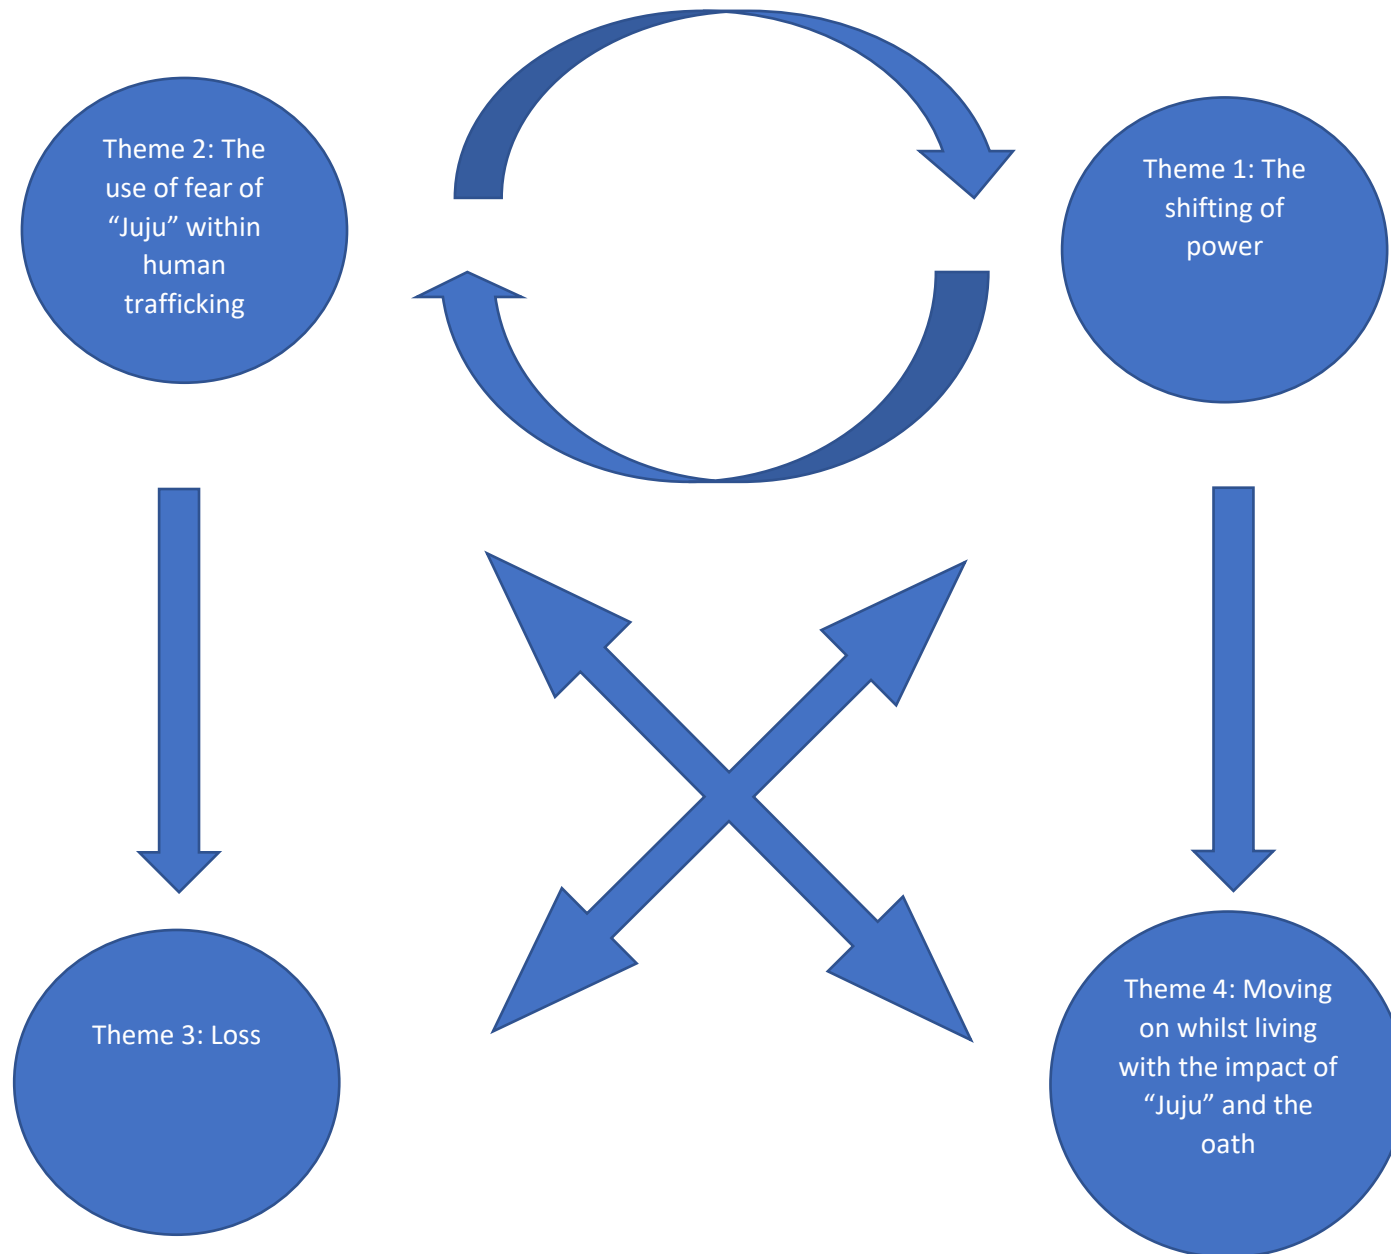 Theme 2: The
use of fear of
“Juju” within
human
trafficking
Theme 1: The
shifting of
power
Theme 3: Loss
Theme 4: Moving
on whilst living
with the impact of
“Juju” and the
oath